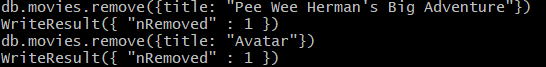 db.movies.remove({title: "Pee Wee Herman's Big Adventure"})
WriteResult({ "nRemoved" : 1 })
db.movies.remove({title: "Avatar"})
WriteResult({ "nRemoved" : 1 })